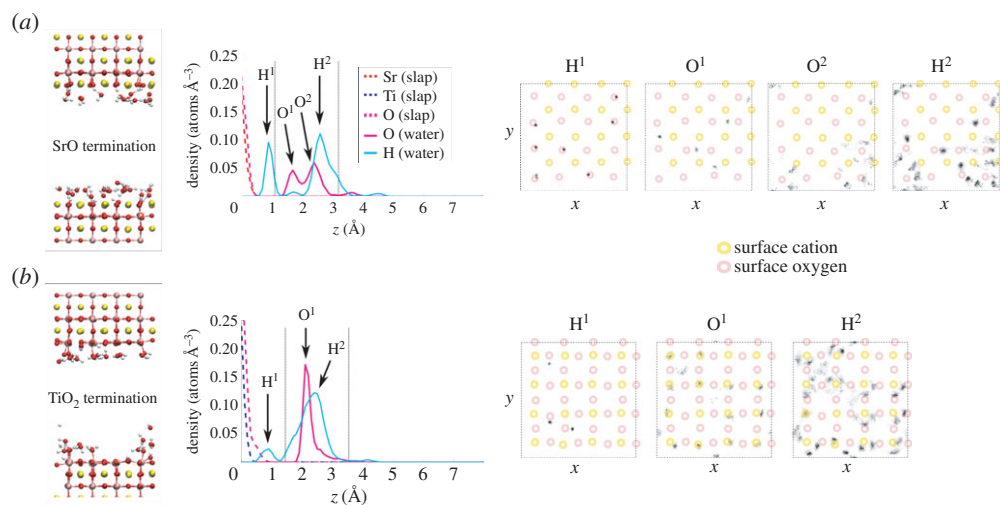 (a)
SrO termination
density (atoms Å–3)
0.25
0.20
0.15
0.10
0.05
0 1 2 3 4 5 6 7
z (Å)
H1
O1
O2
H2
Sr (slap)
Ti (slap)
O (slap)
O (water)
H (water)
H1 O1 O2 H2
y
x x x x
surface cation
surface oxygen
(b)
TiO2 termination
density (atoms Å–3)
0.25
0.20
0.15
0.10
0.05
0 1 2 3 4 5 6 7
z (Å)
O1
H2
H1
H1 O1 H2
y
x x x